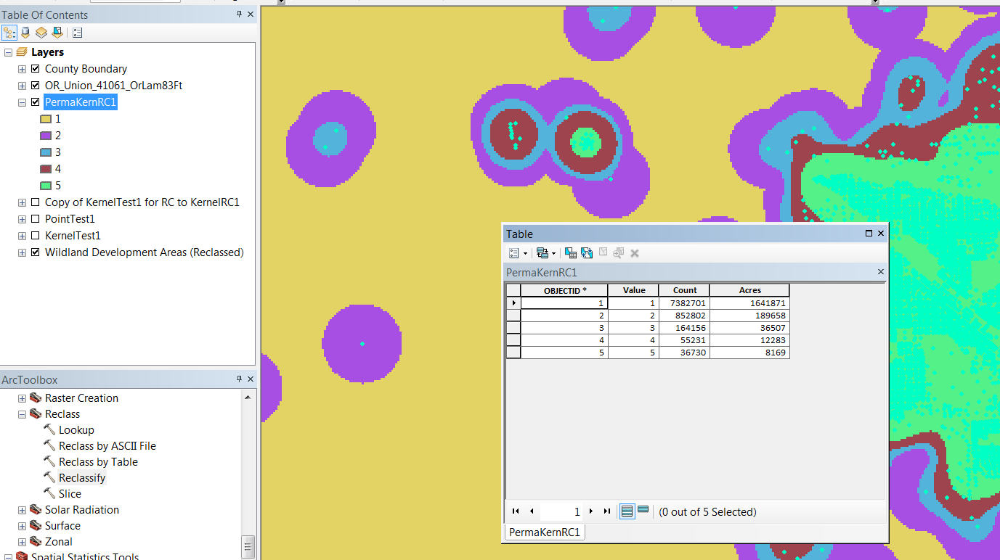 Table Of Contents
Layers
County Boundary
OR_Union_41061_OrLam83Ft
PermaKernRC1
1
2
3
4
5
Copy of KernelTest1 for RC to KernelRC1
PointTest1
KernelTest1
Wildland Development Areas (Reclassed)
ArcToolbox
Raster Creation
Reclass
Lookup
Reclass by ASCII File
Reclass by Table
Reclassify
Slice
Solar Radiation
Surface
Zonal
Spatial Statistics Tools
Table
PermaKernRC1
OBJECTID * Value Count Acres
1 1 7382701 1641871
2 2 852802 189658
3 3 164156 36507
4 4 55231 12283
5 5 36730 8169
1 (0 out of 5 Selected)
PermaKernRC1